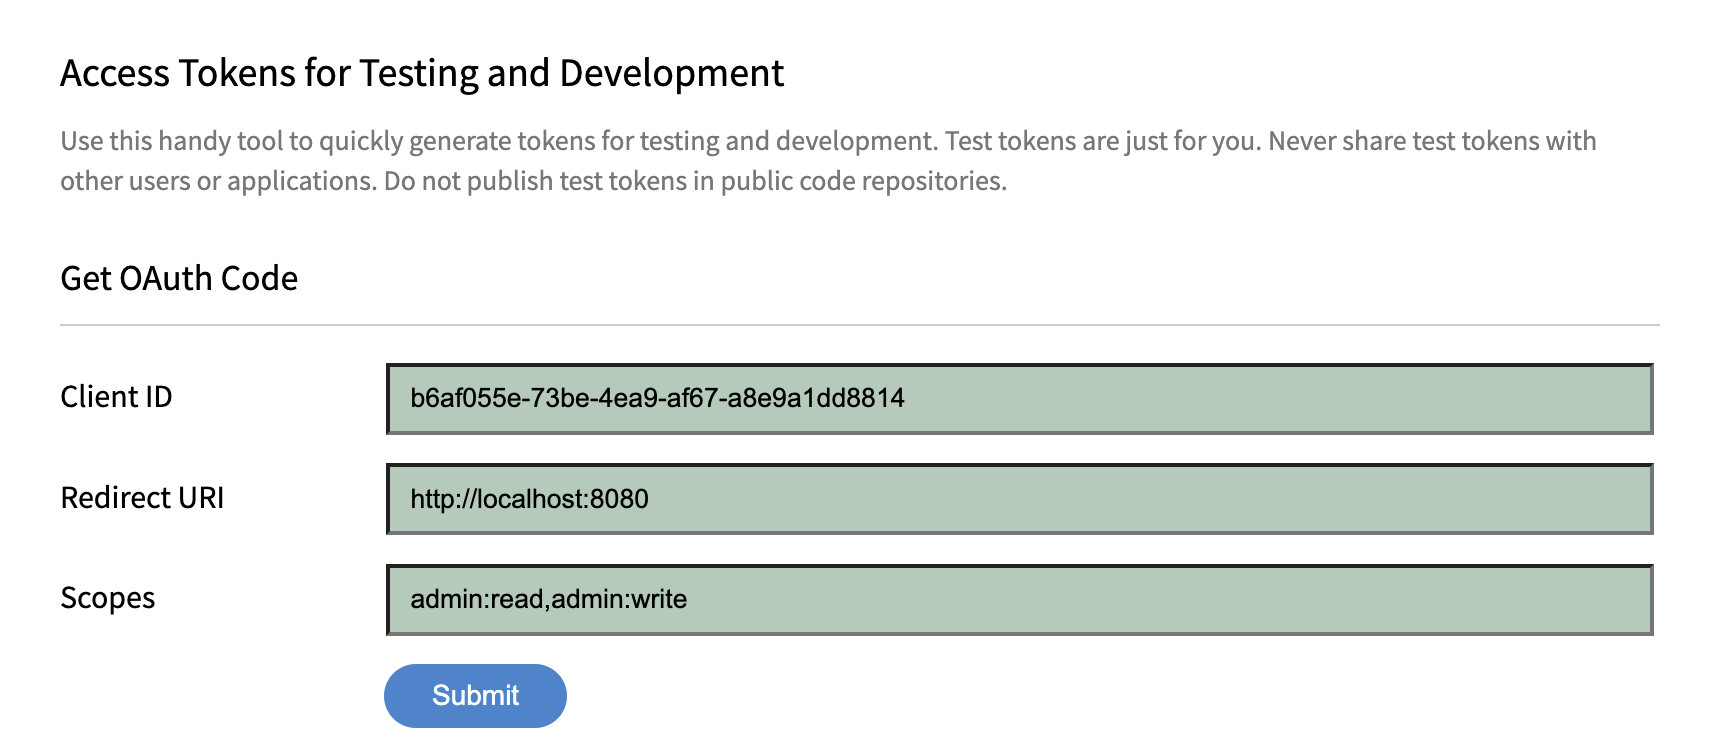 Access Tokens for Testing and Development
Use this handy tool to quickly generate tokens for testing and development. Test tokens are just for you. Never share test tokens with
other users or applications. Do not publish test tokens in public code repositories.
Get OAuth Code
Client ID
b6af055e-73be-4ea9-af67-a8e9a1dd8814
Redirect URI
http://localhost:8080
Scopes
admin:read,admin:write
Submit